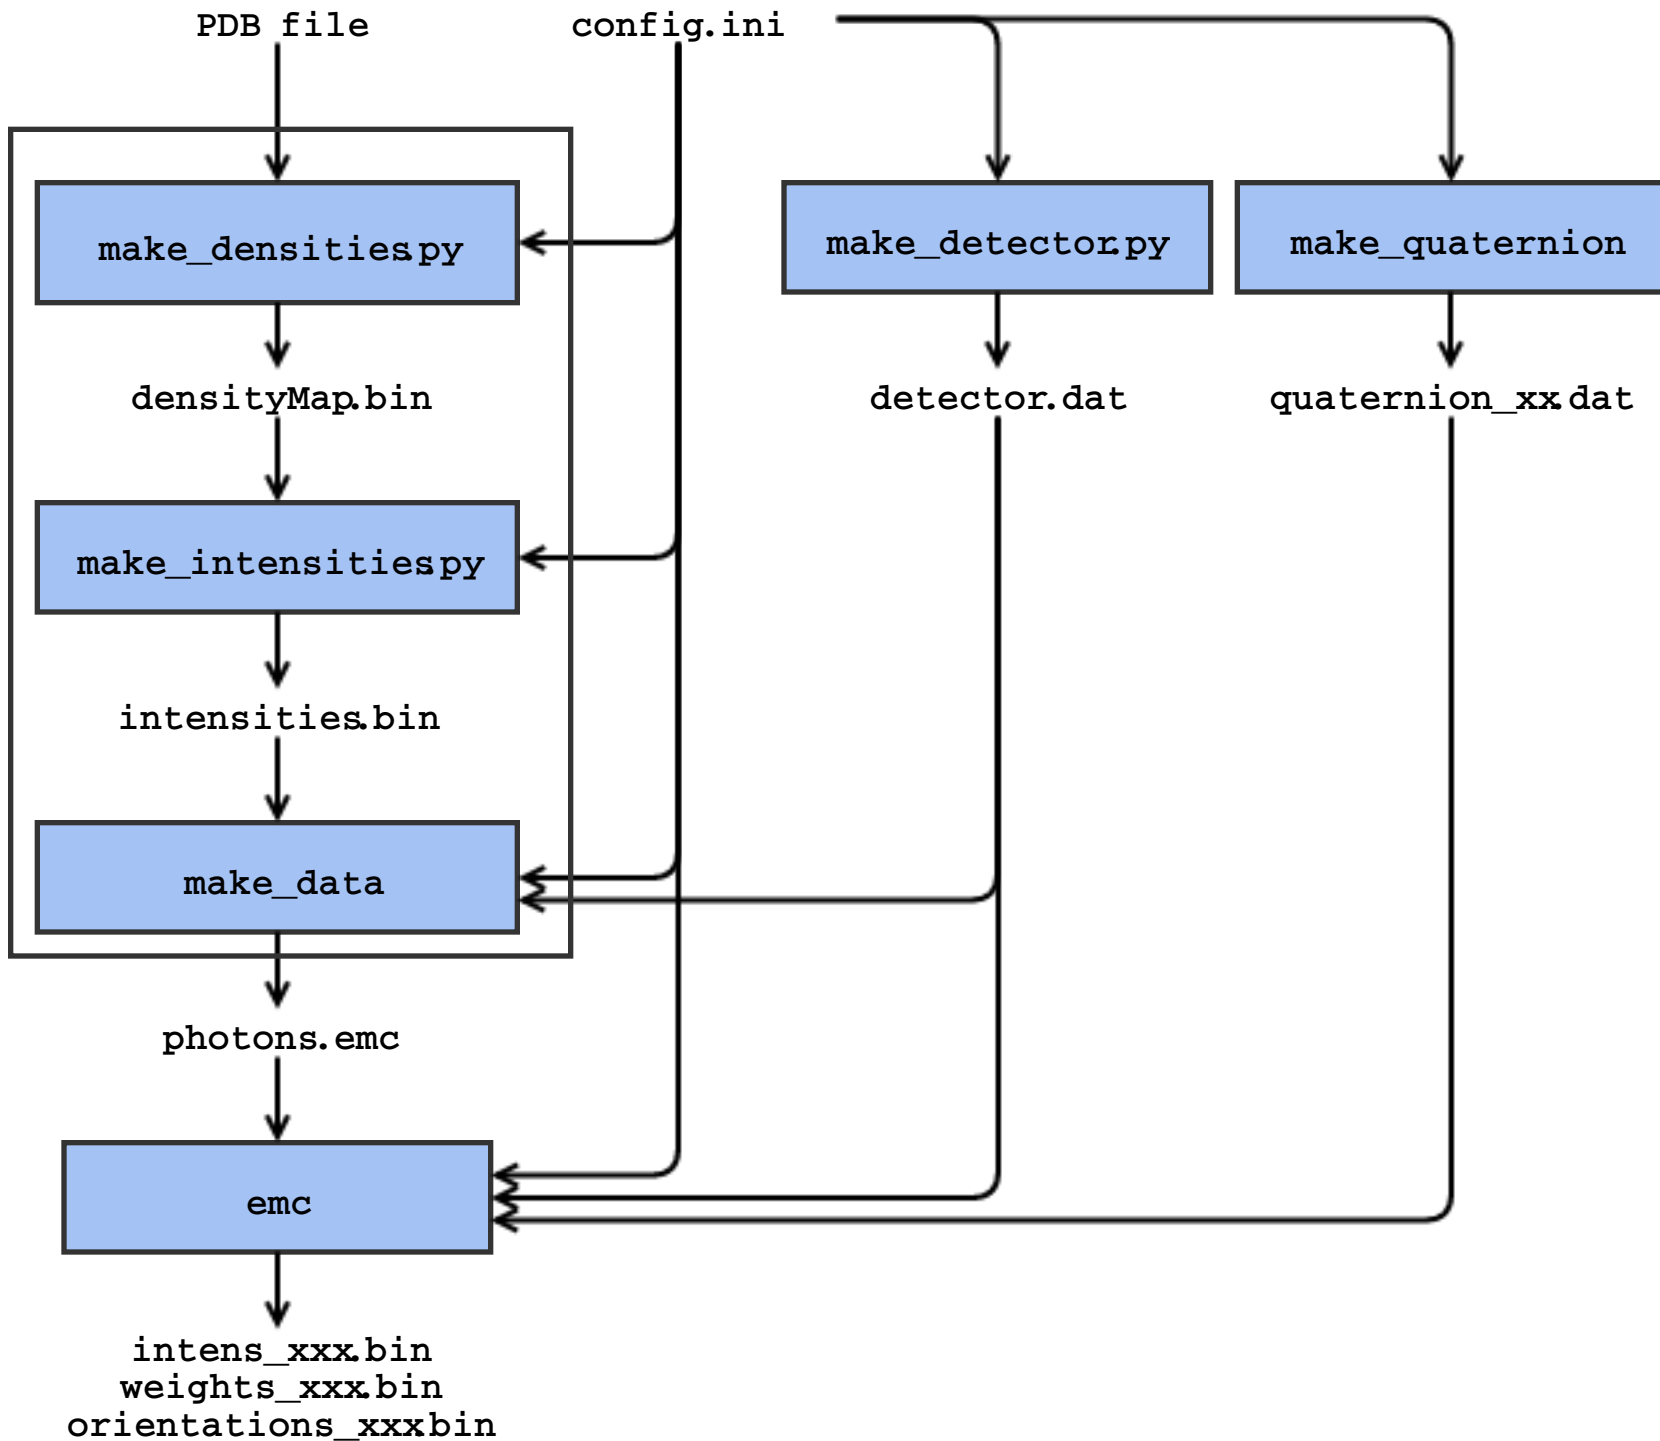 PDB file
config.ini
make_densities.py
make_detector.py
make_quaternion
densityMap.bin
detector.dat
quaternion_xx.dat
make_intensities.py
intensities.bin
make_data
photons.emc
emc
intens_xxx.bin
weights_xxx.bin
orientations_xxx.bin